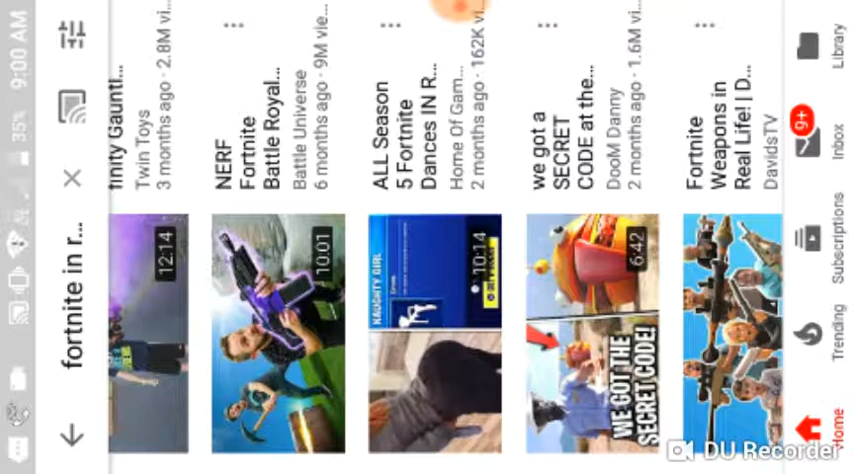 35% 9:00 AM
fortnite in r...
12:14
finity Gauntl...
Twin Toys
3 months ago · 2.8M vi...
10:01
NERF
Fortnite
Battle Royal...
Battle Universe
6 months ago · 9M vie...
NAUGHTY GIRL
10:14
ALL Season
5 Fortnite
Dances IN R...
Home Of Gam...
2 months ago · 162K vi...
WE GOT THE
SECRET CODE!
6:42
we got a
SECRET
CODE at the...
DooM Danny
2 months ago · 1.6M vi...
Fortnite
Weapons in
Real Life! | D...
DavidsTV
Home
Trending
Subscriptions
9+
Inbox
Library
DU Recorder